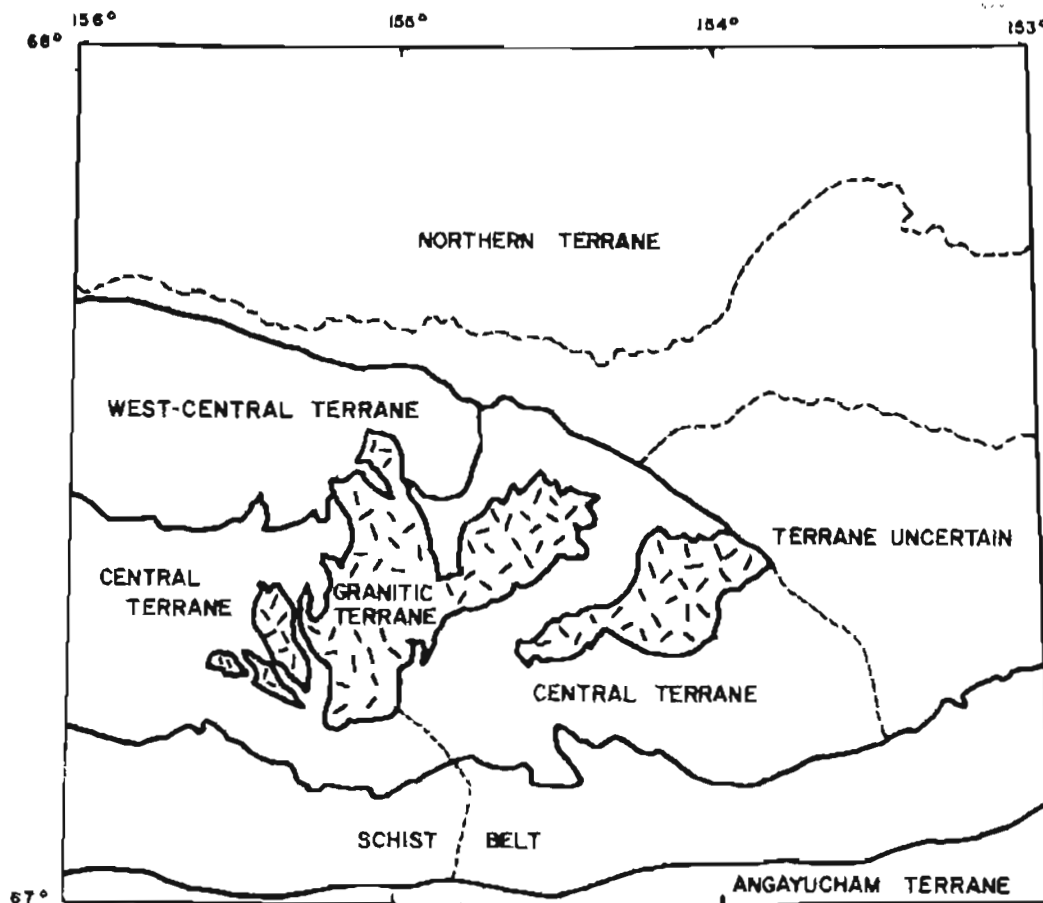 156° 155° 154° 153°
68°
NORTHERN TERRANE
WEST-CENTRAL TERRANE
TERRANE UNCERTAIN
CENTRAL
TERRANE
GRANITIC
TERRANE
CENTRAL TERRANE
SCHIST BELT
67°
ANGAYUCHAM TERRANE